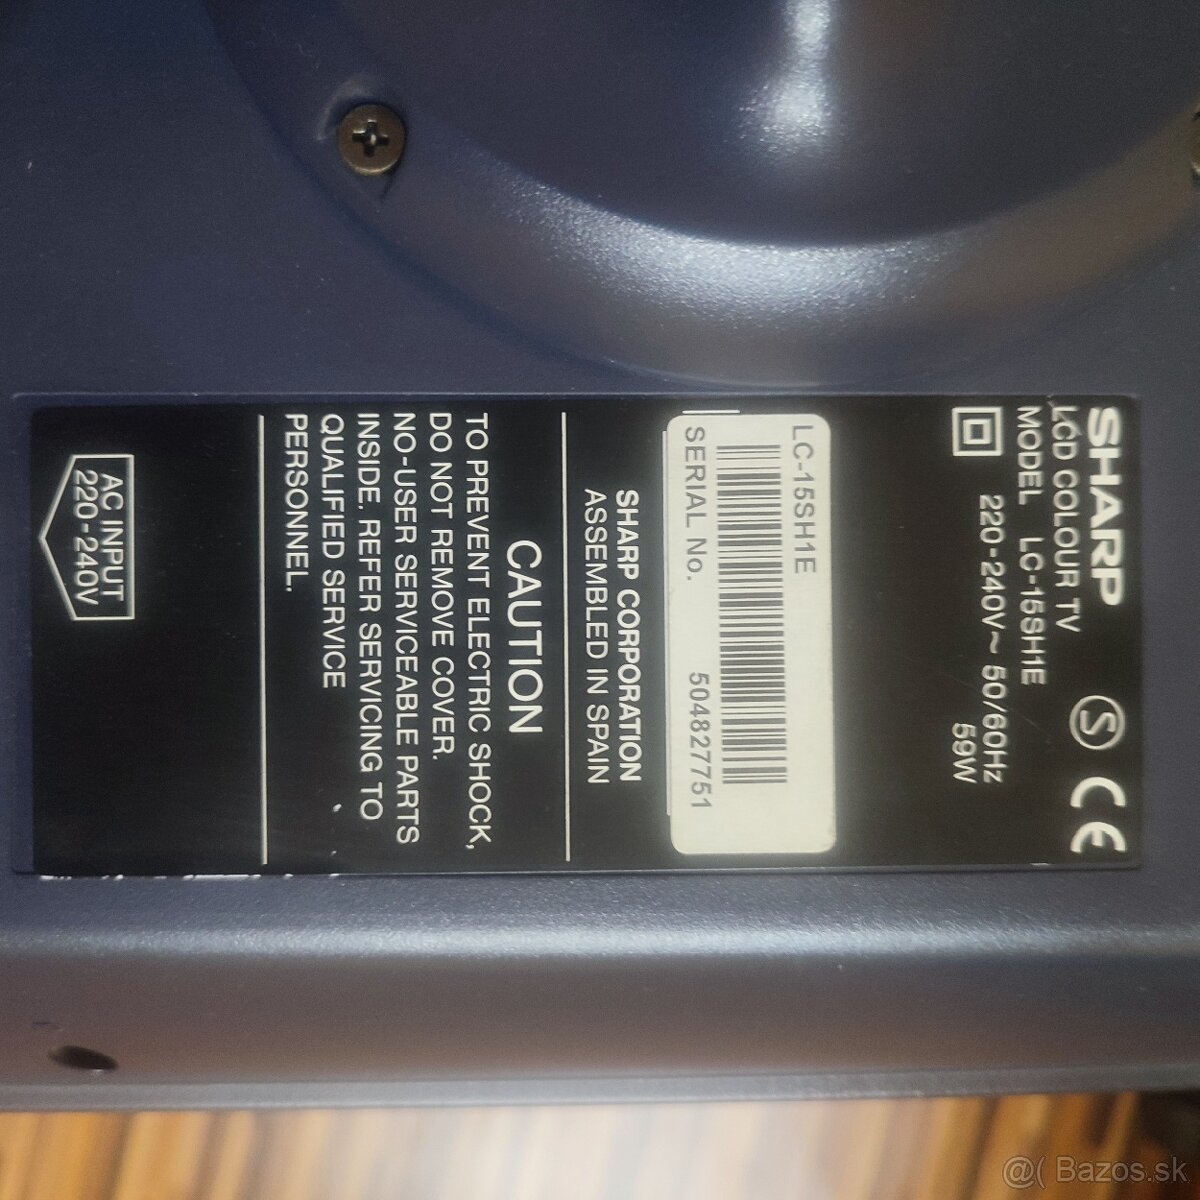 SHARP
LCD COLOUR TV
MODEL LC-15SH1E
220-240V~ 50/60Hz
59W
LC-15SH1E
SERIAL No. 504827751
SHARP CORPORATION
ASSEMBLED IN SPAIN
CAUTION
TO PREVENT ELECTRIC SHOCK,
DO NOT REMOVE COVER.
NO-USER SERVICEABLE PARTS
INSIDE. REFER SERVICING TO
QUALIFIED SERVICE
PERSONNEL.
AC INPUT
220-240V
@( Bazos.sk